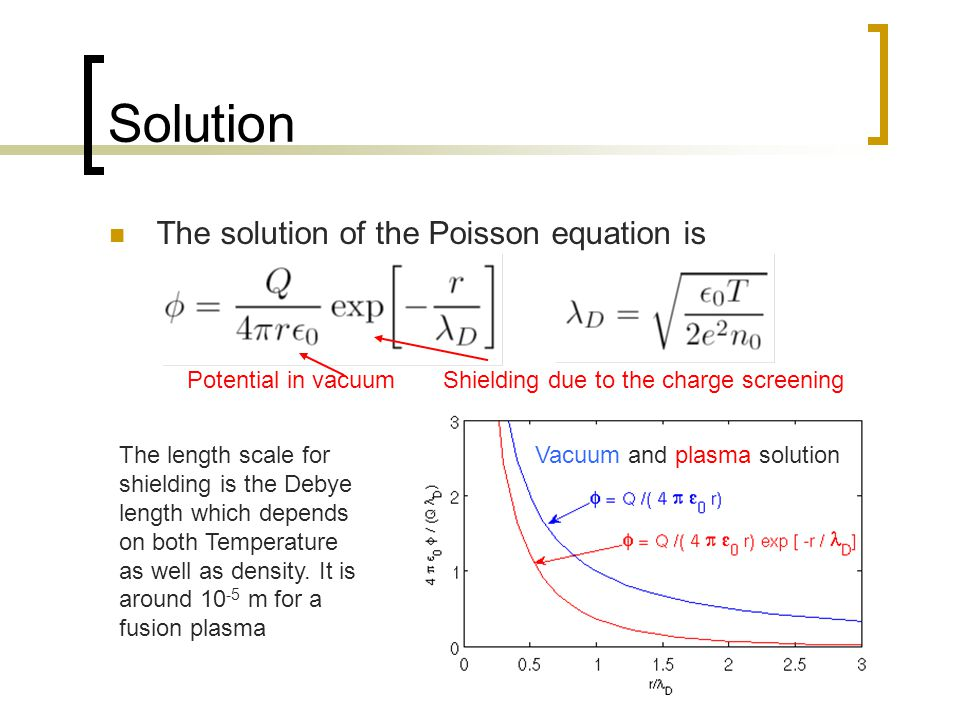 Solution
The solution of the Poisson equation is
ϕ = Q / (4πrϵ₀) exp[−r/λ_D]
λ_D = √(ϵ₀T / (2e²n₀))
Potential in vacuum
Shielding due to the charge screening
The length scale for
shielding is the Debye
length which depends
on both Temperature
as well as density. It is
around 10⁻⁵ m for a
fusion plasma
Vacuum and plasma solution
ϕ = Q /( 4 π ε₀ r)
ϕ = Q /( 4 π ε₀ r) exp [ -r / λ_D]
4 π ε₀ ϕ / (Q λ_D)
3
2
1
0
0 0.5 1 1.5 2 2.5 3
r/λ_D